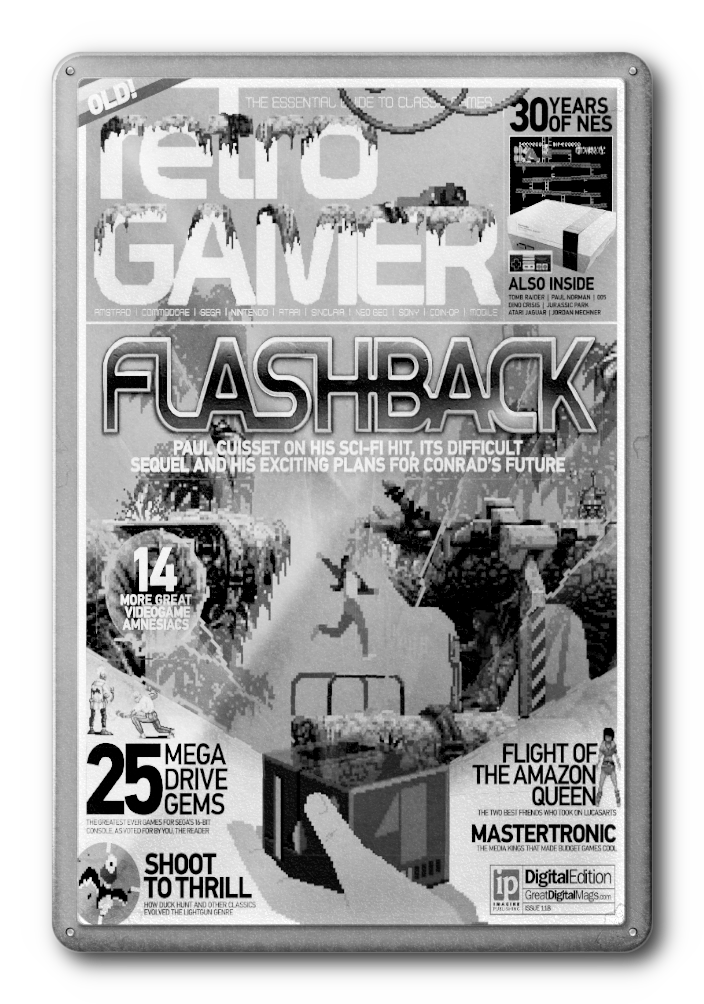 OLD!
THE ESSENTIAL GUIDE TO CLASSIC GAMES
retro
GAMER
AMSTRAD | COMMODORE | SEGA | NINTENDO | ATARI | SINCLAIR | NEO GEO | SONY | COIN-OP | MOBILE
30 YEARS
OF NES
ALSO INSIDE
TOMB RAIDER | PAUL NORMAN | 005
DINO CRISIS | JURASSIC PARK
ATARI JAGUAR | JORDAN MECHNER
FLASHBACK
PAUL CUISSET ON HIS SCI-FI HIT, ITS DIFFICULT
SEQUEL AND HIS EXCITING PLANS FOR CONRAD'S FUTURE
14
MORE GREAT
VIDEOGAME
AMNESIACS
25 MEGA
DRIVE
GEMS
THE GREATEST EVER GAMES FOR SEGA'S 16-BIT
CONSOLE, AS VOTED FOR BY YOU, THE READER
SHOOT
TO THRILL
HOW DUCK HUNT AND OTHER CLASSICS
EVOLVED THE LIGHTGUN GENRE
FLIGHT OF
THE AMAZON
QUEEN
THE TWO BEST FRIENDS WHO TOOK ON LUCASARTS
MASTERTRONIC
THE MEDIA KINGS THAT MADE BUDGET GAMES COOL
ip
IMAGINE
PUBLISHING
DigitalEdition
GreatDigitalMags.com
ISSUE 118